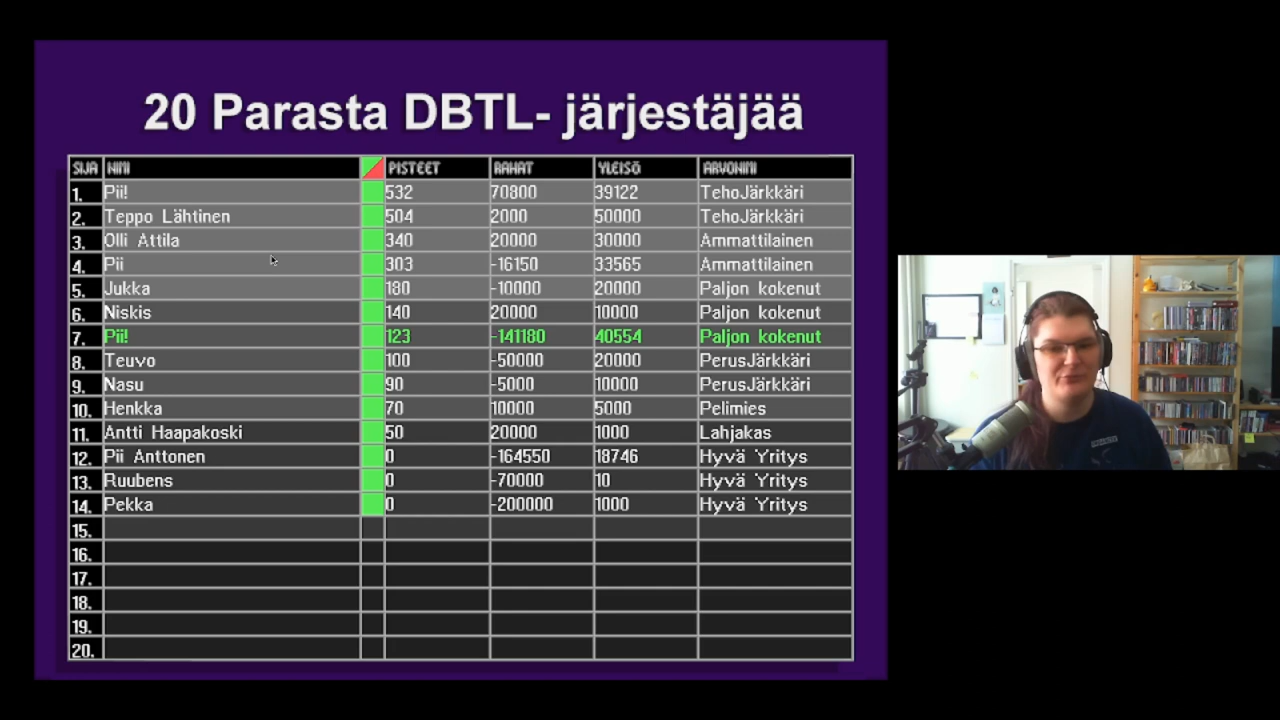 20 Parasta DBTL- järjestäjää
SIJA NIMI PISTEET RAHAT YLEISÖ ARVONIMI
1. Pii! 532 70800 39122 TehoJärkkäri
2. Teppo Lähtinen 504 2000 50000 TehoJärkkäri
3. Olli Attila 340 20000 30000 Ammattilainen
4. Pii 303 -16150 33565 Ammattilainen
5. Jukka 180 -10000 20000 Paljon kokenut
6. Niskis 140 20000 10000 Paljon kokenut
7. Pii! 123 -141180 40554 Paljon kokenut
8. Teuvo 100 -50000 20000 PerusJärkkäri
9. Nasu 90 -5000 10000 PerusJärkkäri
10. Henkka 70 10000 5000 Pelimies
11. Antti Haapakoski 50 20000 1000 Lahjakas
12. Pii Anttonen 0 -164550 18746 Hyvä Yritys
13. Ruubens 0 -70000 10 Hyvä Yritys
14. Pekka 0 -200000 1000 Hyvä Yritys
15.
16.
17.
18.
19.
20.